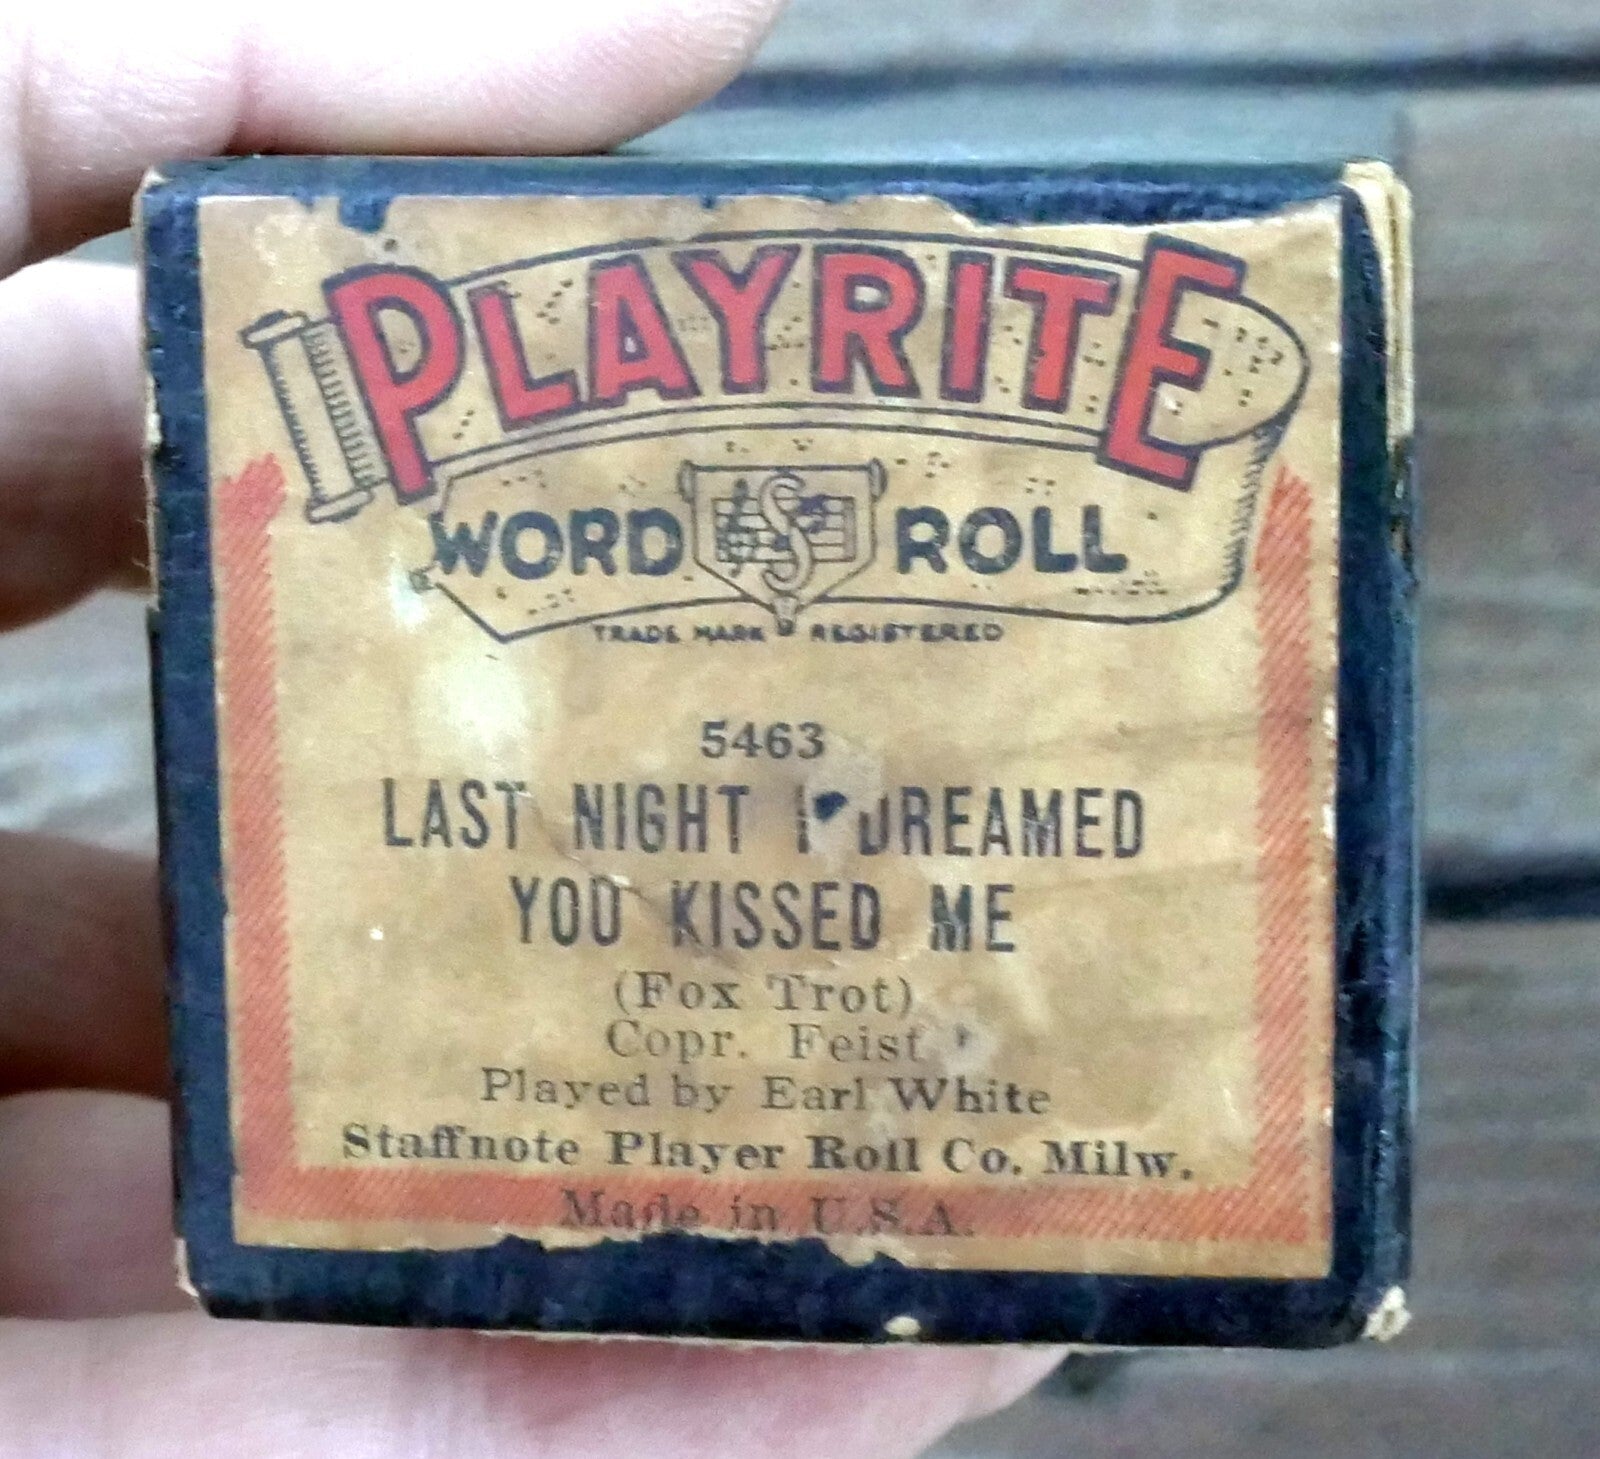 PLAYRITE
WORD S ROLL
TRADE MARK REGISTERED
5463
LAST NIGHT I DREAMED
YOU KISSED ME
(Fox Trot)
Copr. Feist
Played by Earl White
Staffnote Player Roll Co. Milw.
Made in U.S.A.